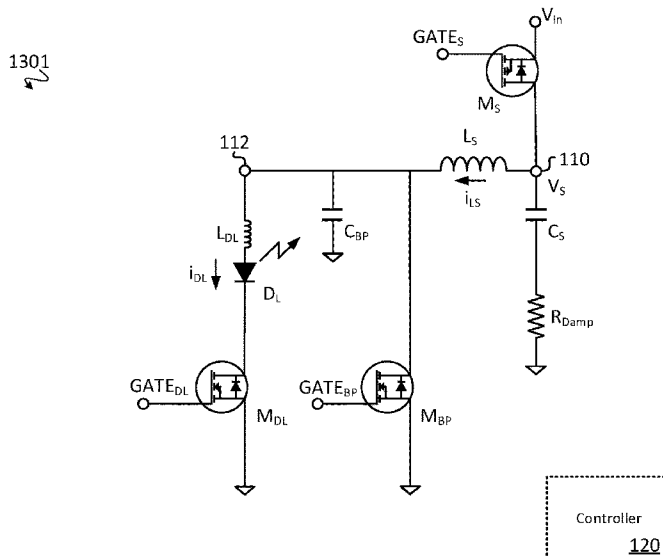 V_in
GATE_S
1301
M_S
112
L_S
110
i_LS
V_S
C_S
L_DL
C_BP
i_DL
D_L
R_Damp
GATE_DL
GATE_BP
M_DL
M_BP
Controller
120